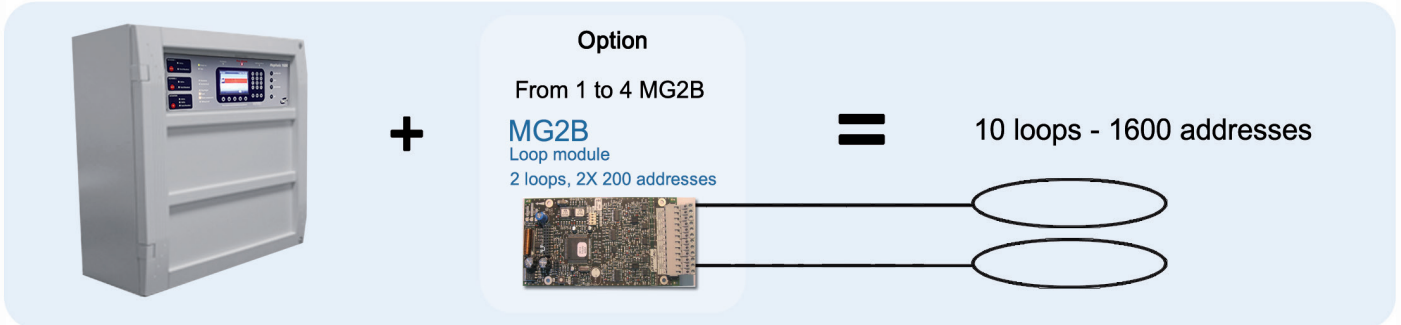 Option
From 1 to 4 MG2B
MG2B
Loop module
2 loops, 2X 200 addresses
+
=
10 loops - 1600 addresses